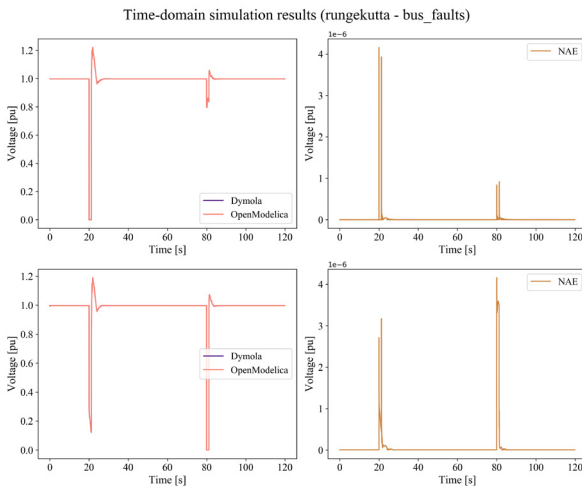 Time-domain simulation results (rungekutta - bus_faults)
1.2
1.0
0.8
0.6
0.4
0.2
0.0
Voltage [pu]
Dymola
OpenModelica
0 20 40 60 80 100 120
Time [s]
1e−6
4
3
2
1
0
Voltage [pu]
NAE
0 20 40 60 80 100 120
Time [s]
1.2
1.0
0.8
0.6
0.4
0.2
0.0
Voltage [pu]
Dymola
OpenModelica
0 20 40 60 80 100 120
Time [s]
1e−6
4
3
2
1
0
Voltage [pu]
NAE
0 20 40 60 80 100 120
Time [s]